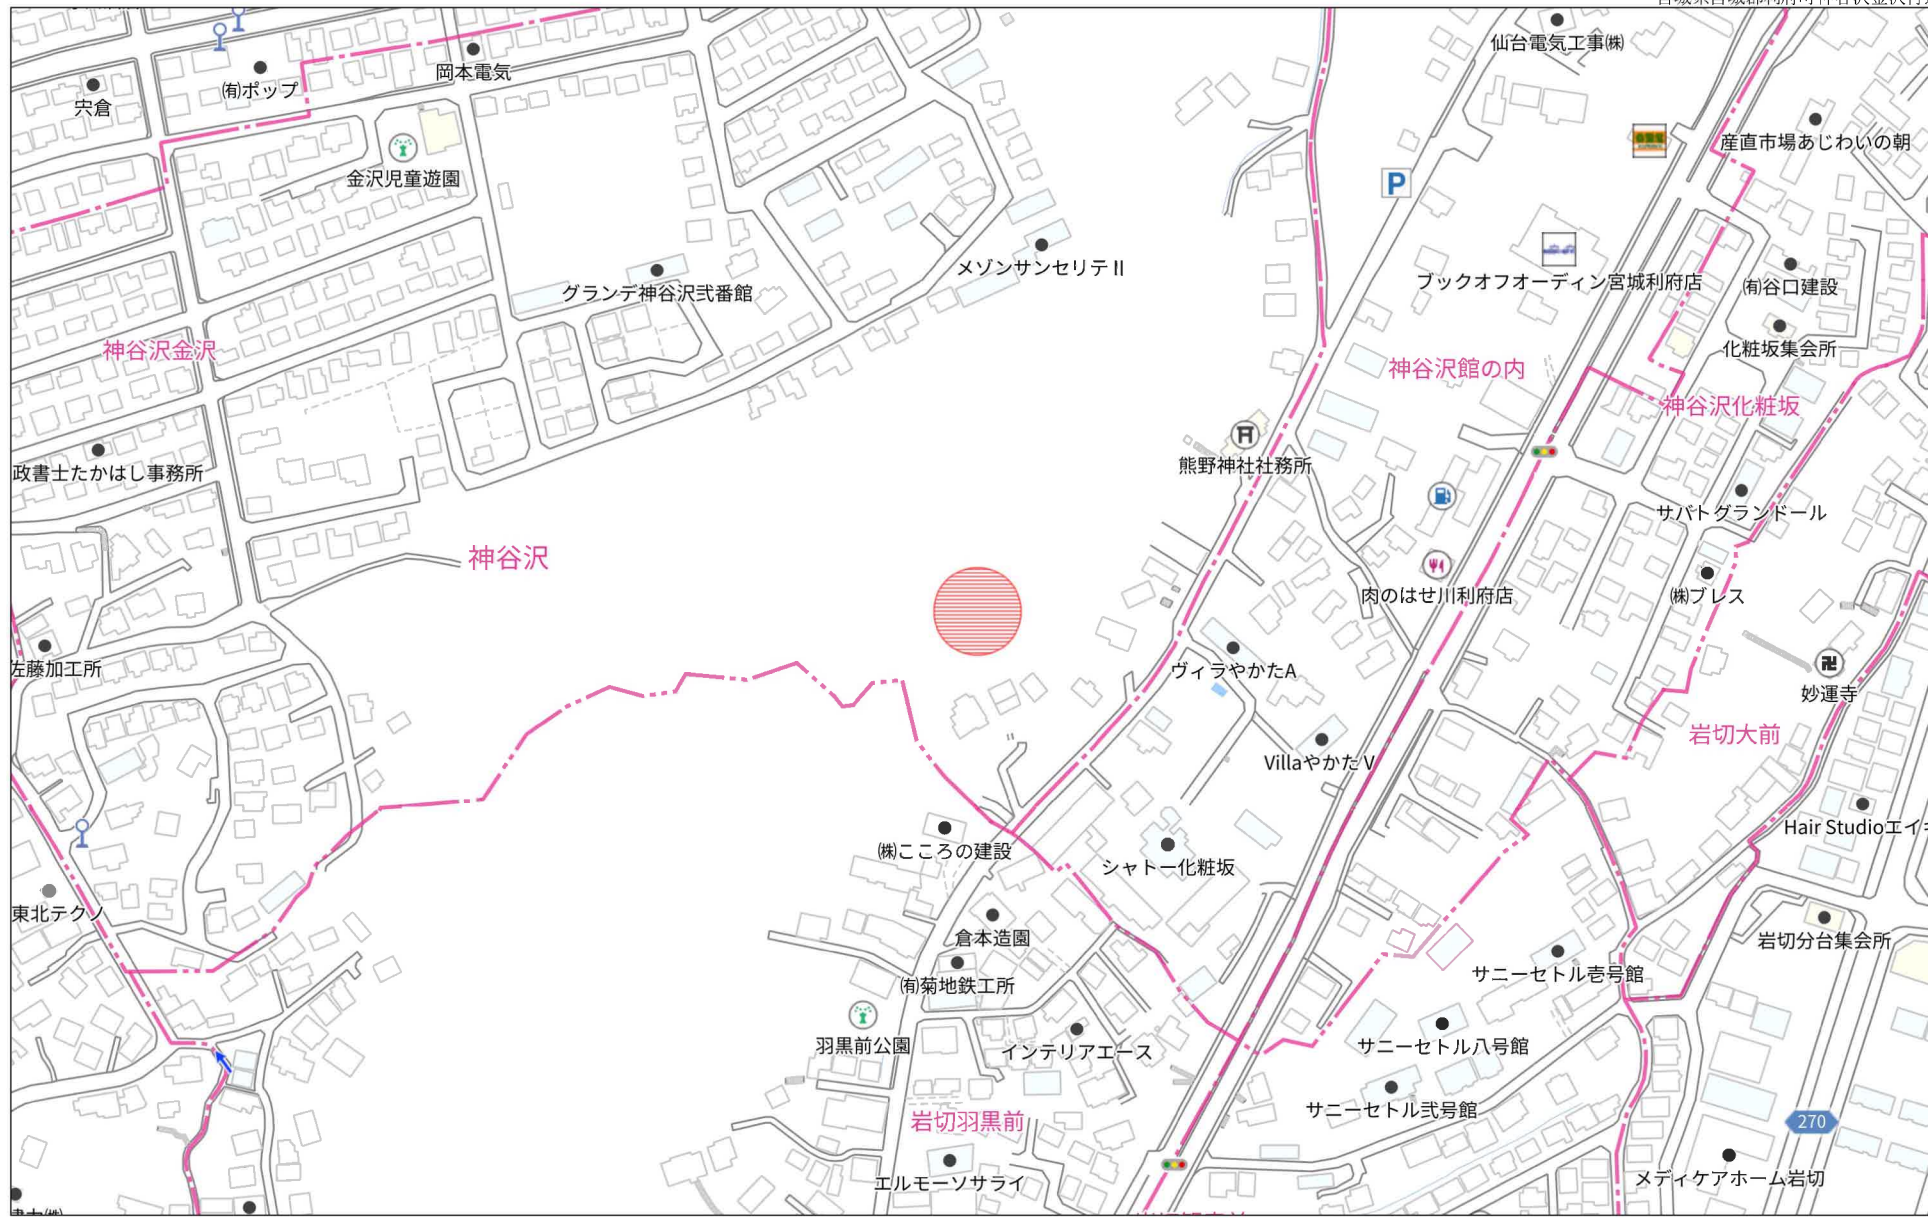 仙台電気工事㈱
岡本電気
㈲ポップ
宍倉
産直市場あじわいの朝
金沢児童遊園
P
メゾンサンセリテⅡ
グランデ神谷沢弐番館
ブックオフオーディン宮城利府店
㈲谷口建設
神谷沢金沢
化粧坂集会所
神谷沢館の内
神谷沢化粧坂
政書士たかはし事務所
熊野神社社務所
サバトグランドール
神谷沢
肉のはせ川利府店
㈱ブレス
佐藤加工所
ヴィラやかたA
妙運寺
岩切大前
VillaやかたⅤ
Hair Studioエイ
㈱こころの建設
シャトー化粧坂
東北テクノ
倉本造園
岩切分台集会所
㈲菊地鉄工所
サニーセトル壱号館
羽黒前公園
インテリアエース
サニーセトル八号館
サニーセトル弐号館
岩切羽黒前
270
エルモーソサライ
メディケアホーム岩切